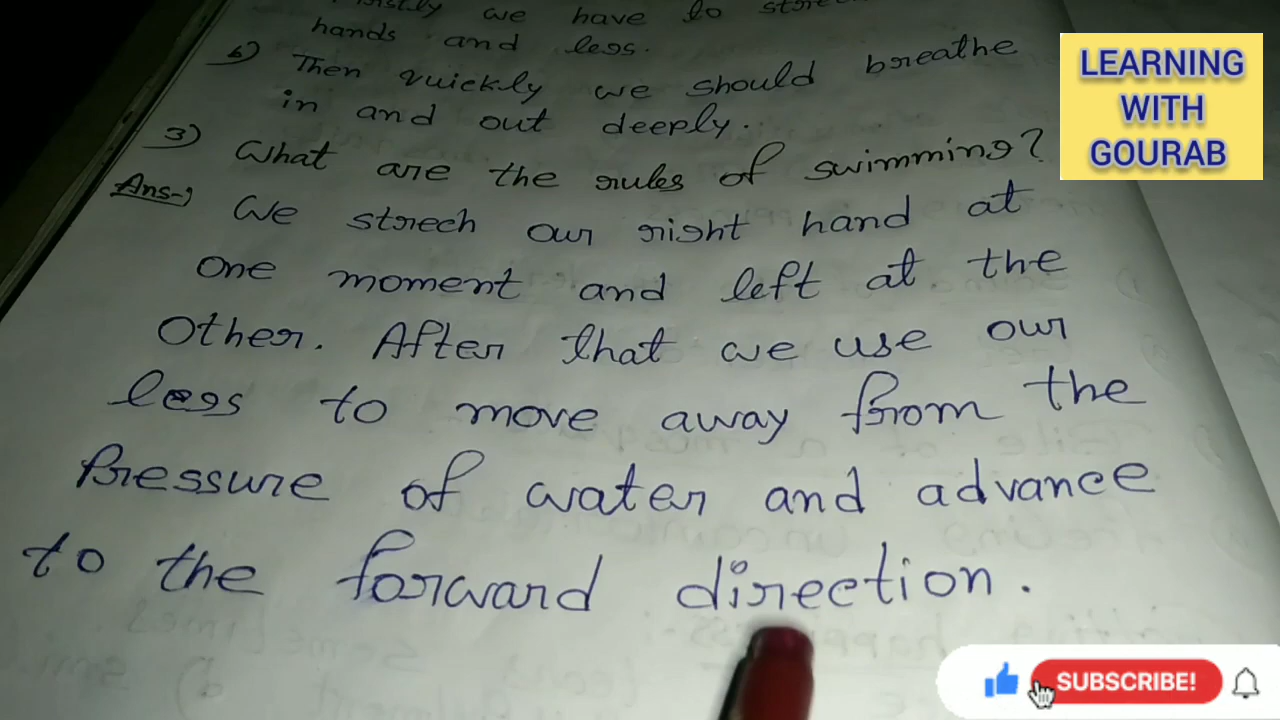 we have to
hands and legs.
b) Then quickly we should breathe
in and out deeply.
3) What are the rules of swimming?
Ans-) We strech our right hand at
One moment and left at the
Other. After that we use our
legs to move away from the
Pressure of water and advance
to the forward direction.
LEARNING
WITH
GOURAB
SUBSCRIBE!